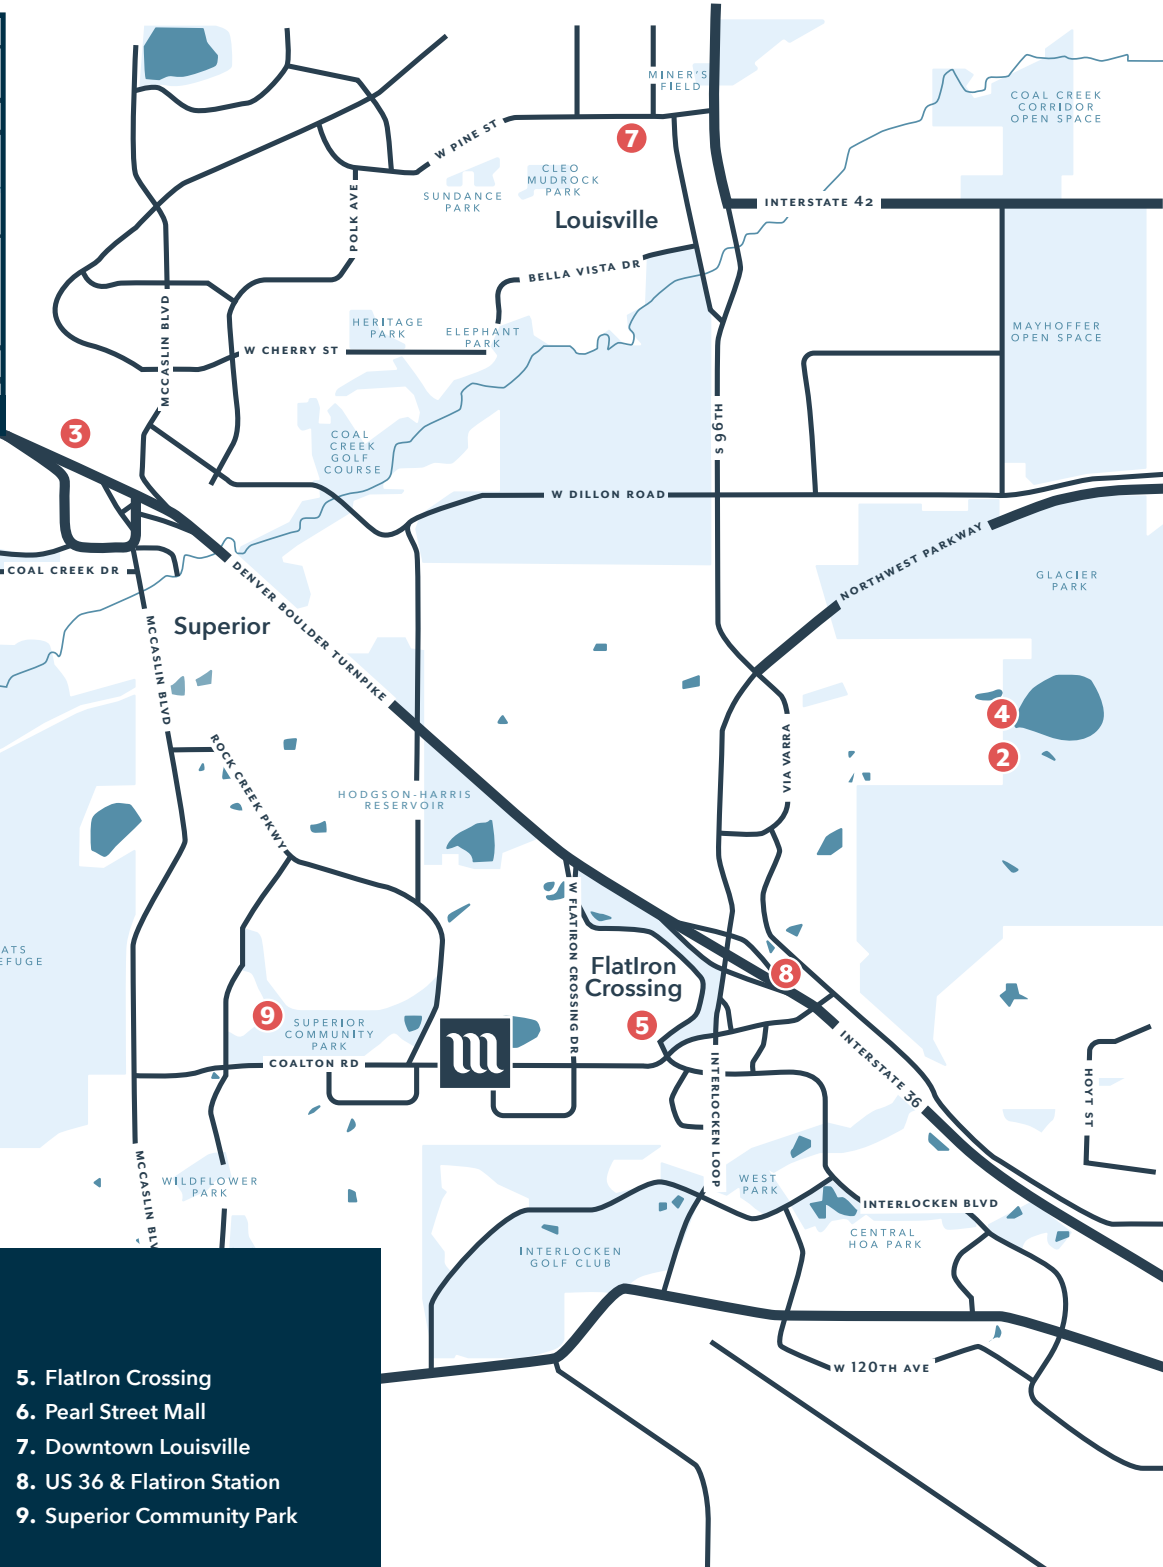 MINER'S
FIELD
COAL CREEK
CORRIDOR
OPEN SPACE
W PINE ST
7
CLEO
MUDROCK
PARK
SUNDANCE
PARK
POLK AVE
INTERSTATE 42
Louisville
BELLA VISTA DR
MCCASLIN BLVD
HERITAGE
PARK
ELEPHANT
PARK
MAYHOFFER
OPEN SPACE
W CHERRY ST
S 96TH
3
COAL
CREEK
GOLF
COURSE
W DILLON ROAD
NORTHWEST PARKWAY
COAL CREEK DR
GLACIER
PARK
DENVER BOULDER TURNPIKE
Superior
MCCASLIN BLVD
4
2
ROCK CREEK PKWY
VIA VARRA
HODGSON-HARRIS
RESERVOIR
W FLATIRON CROSSING DR
ATS
EFUGE
FlatIron
Crossing
8
9
5
SUPERIOR
COMMUNITY
PARK
COALTON RD
m
INTERLOCKEN LOOP
INTERSTATE 36
HOYT ST
MCCASLIN BLV
WILDFLOWER
PARK
WEST
PARK
INTERLOCKEN BLVD
CENTRAL
HOA PARK
INTERLOCKEN
GOLF CLUB
W 120TH AVE
5. FlatIron Crossing
6. Pearl Street Mall
7. Downtown Louisville
8. US 36 & Flatiron Station
9. Superior Community Park